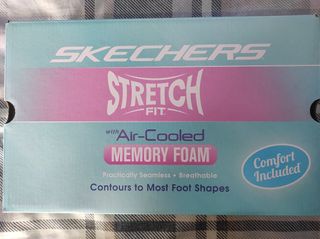 SKECHERS
STRETCH
FIT
with Air-Cooled
MEMORY FOAM
Practically Seamless • Breathable
Contours to Most Foot Shapes
Comfort
Included